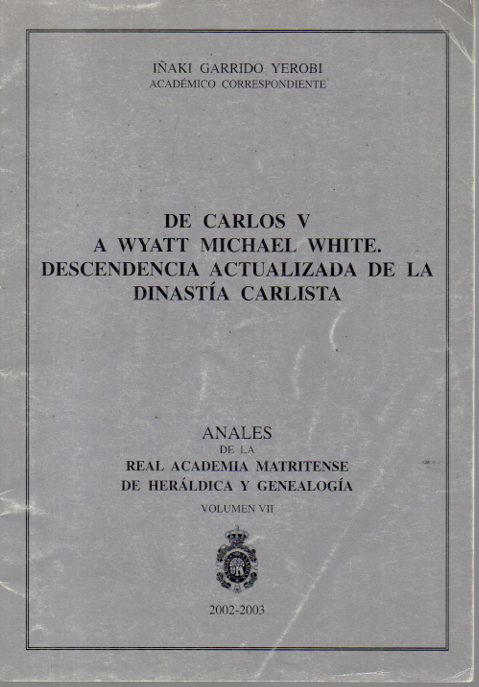 IÑAKI GARRIDO YEROBI
ACADÉMICO CORRESPONDIENTE
DE CARLOS V
A WYATT MICHAEL WHITE.
DESCENDENCIA ACTUALIZADA DE LA
DINASTÍA CARLISTA
ANALES
DE LA
REAL ACADEMIA MATRITENSE
DE HERÁLDICA Y GENEALOGÍA
VOLUMEN VII
2002-2003